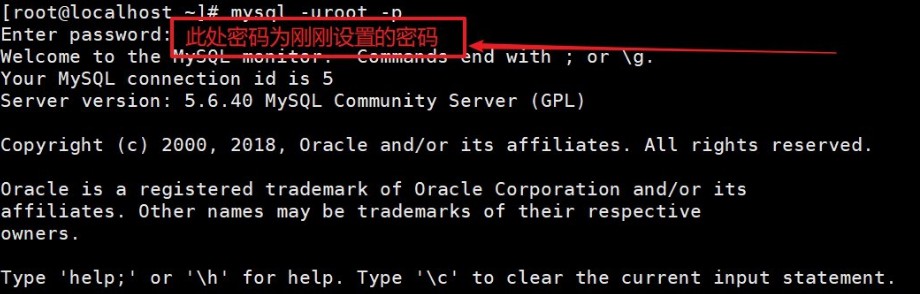 [root@localhost ~]# mysql -uroot -p
Enter password: 此处密码为刚刚设置的密码
Welcome to the MySQL monitor.  Commands end with ; or \g.
Your MySQL connection id is 5
Server version: 5.6.40 MySQL Community Server (GPL)
Copyright (c) 2000, 2018, Oracle and/or its affiliates. All rights reserved.
Oracle is a registered trademark of Oracle Corporation and/or its
affiliates. Other names may be trademarks of their respective
owners.
Type 'help;' or '\h' for help. Type '\c' to clear the current input statement.